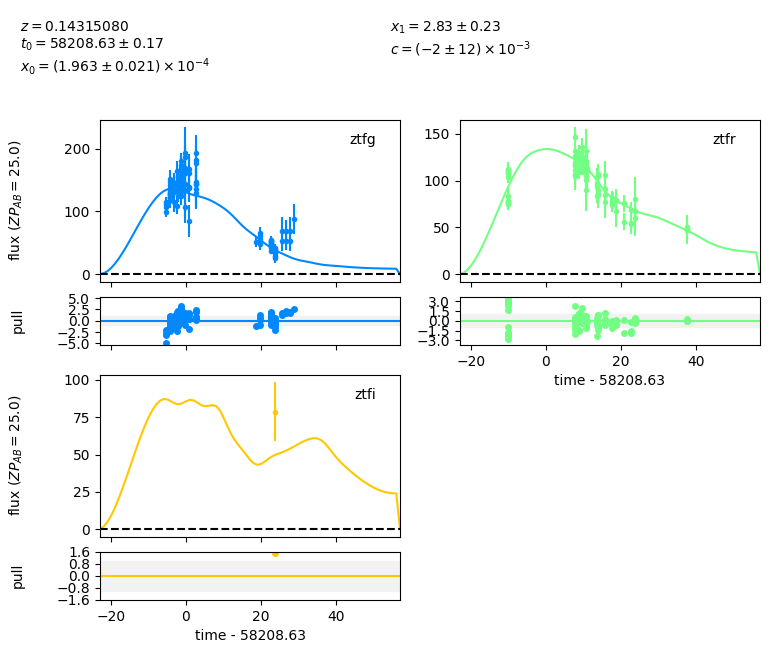 z = 0.14315080
t₀ = 58208.63 ± 0.17
x₀ = (1.963 ± 0.021) × 10⁻⁴
x₁ = 2.83 ± 0.23
c = (−2 ± 12) × 10⁻³
flux (ZP_AB = 25.0)
200
100
0
ztfg
pull
5.0
2.5
0.0
−2.5
−5.0
150
100
50
0
ztfr
3.0
1.5
0.0
−1.5
−3.0
−20 0 20 40
time - 58208.63
flux (ZP_AB = 25.0)
100
75
50
25
0
ztfi
pull
1.6
0.8
0.0
−0.8
−1.6
−20 0 20 40
time - 58208.63